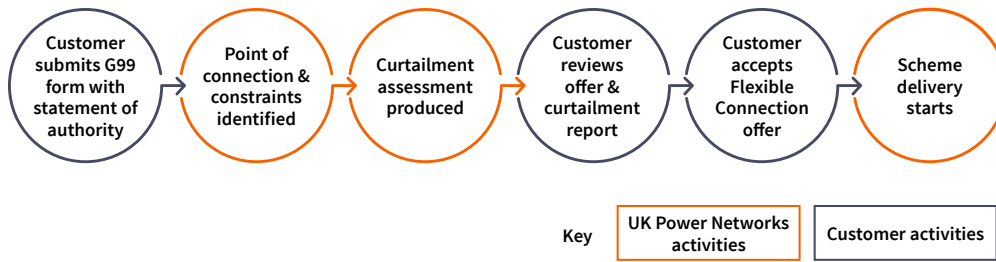 Customer
submits G99
form with
statement of
authority
Point of
connection &
constraints
identified
Curtailment
assessment
produced
Customer
reviews
offer &
curtailment
report
Customer
accepts
Flexible
Connection
offer
Scheme
delivery
starts
Key
UK Power Networks
activities
Customer activities